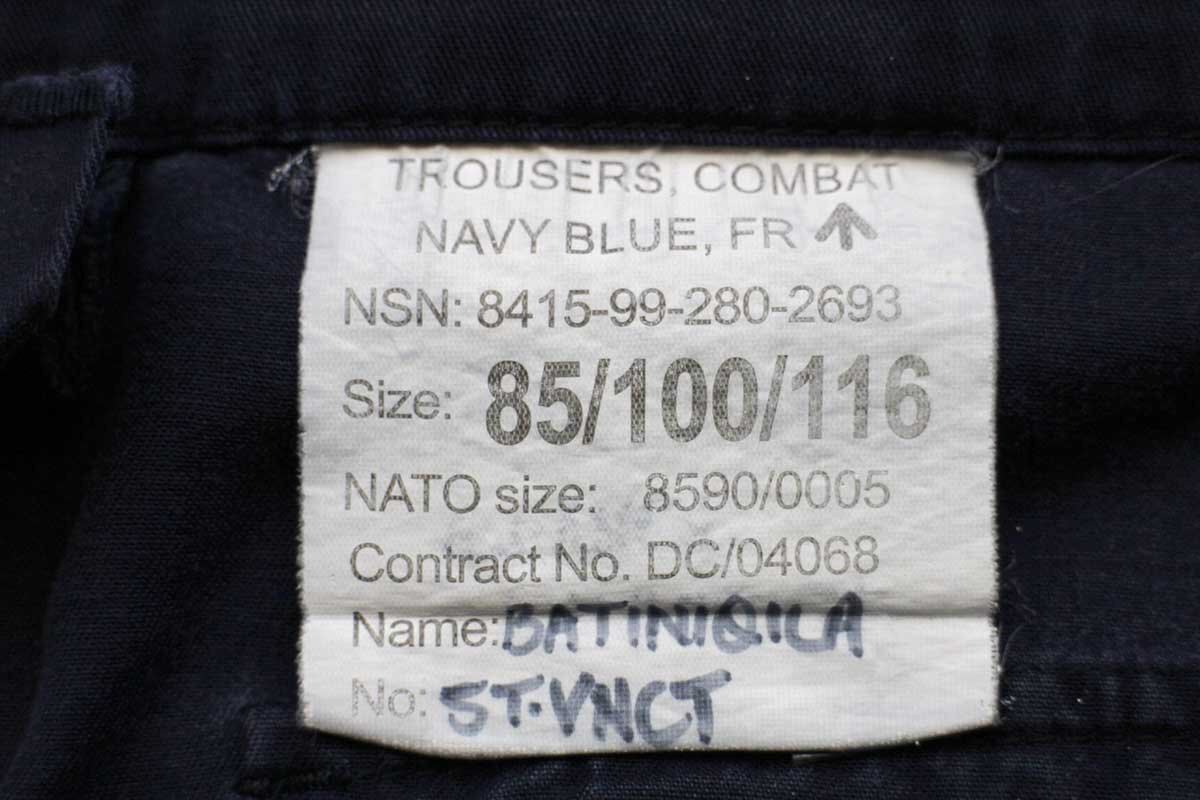 TROUSERS, COMBAT
NAVY BLUE, FR
NSN: 8415-99-280-2693
Size: 85/100/116
NATO size: 8590/0005
Contract No. DC/04068
Name: BATINIQILA
No: ST.VNCT